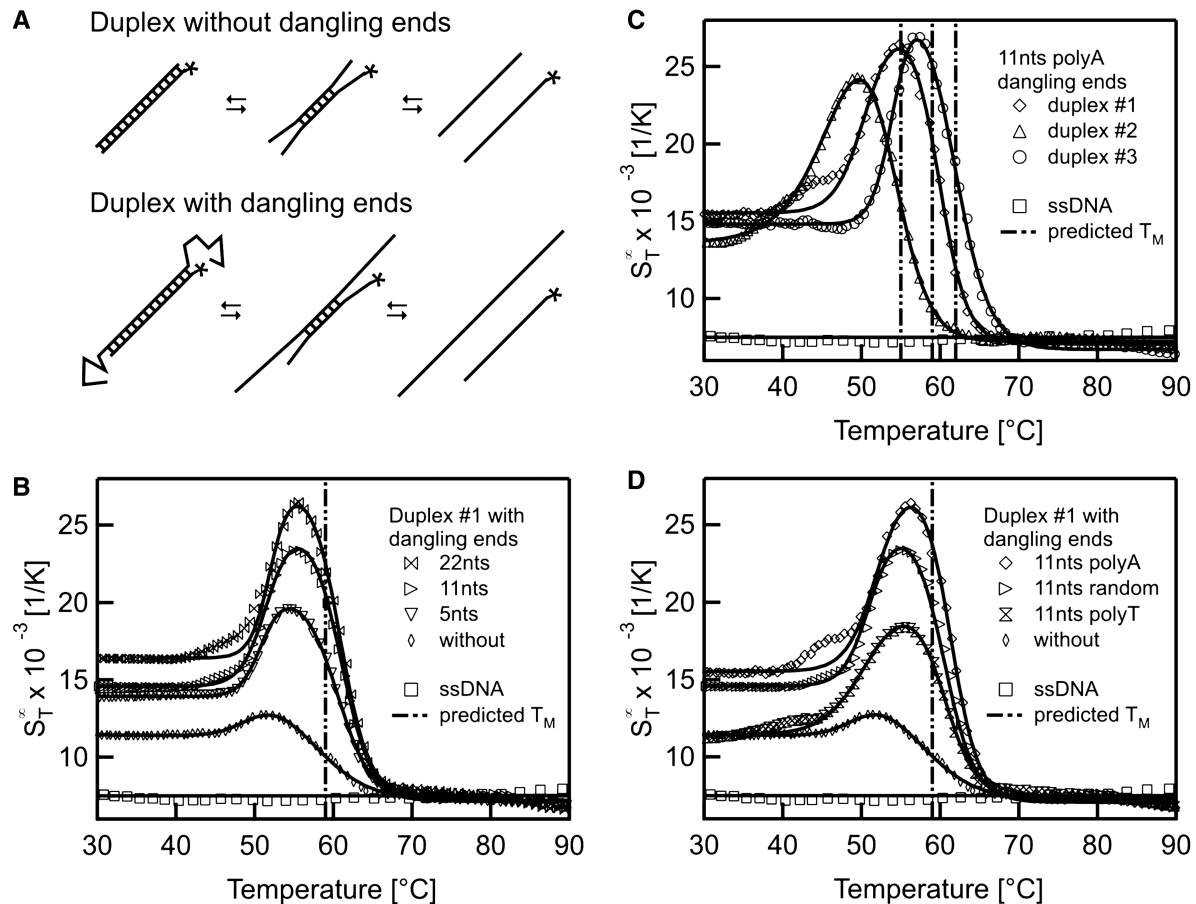 A
Duplex without dangling ends
Duplex with dangling ends
B
25
20
15
10
S_T^∞ x 10^-3 [1/K]
Duplex #1 with
dangling ends
22nts
11nts
5nts
without
ssDNA
predicted T_M
30 40 50 60 70 80 90
Temperature [°C]
C
25
20
15
10
S_T^∞ x 10^-3 [1/K]
11nts polyA
dangling ends
duplex #1
duplex #2
duplex #3
ssDNA
predicted T_M
30 40 50 60 70 80 90
Temperature [°C]
D
25
20
15
10
S_T^∞ x 10^-3 [1/K]
Duplex #1 with
dangling ends
11nts polyA
11nts random
11nts polyT
without
ssDNA
predicted T_M
30 40 50 60 70 80 90
Temperature [°C]